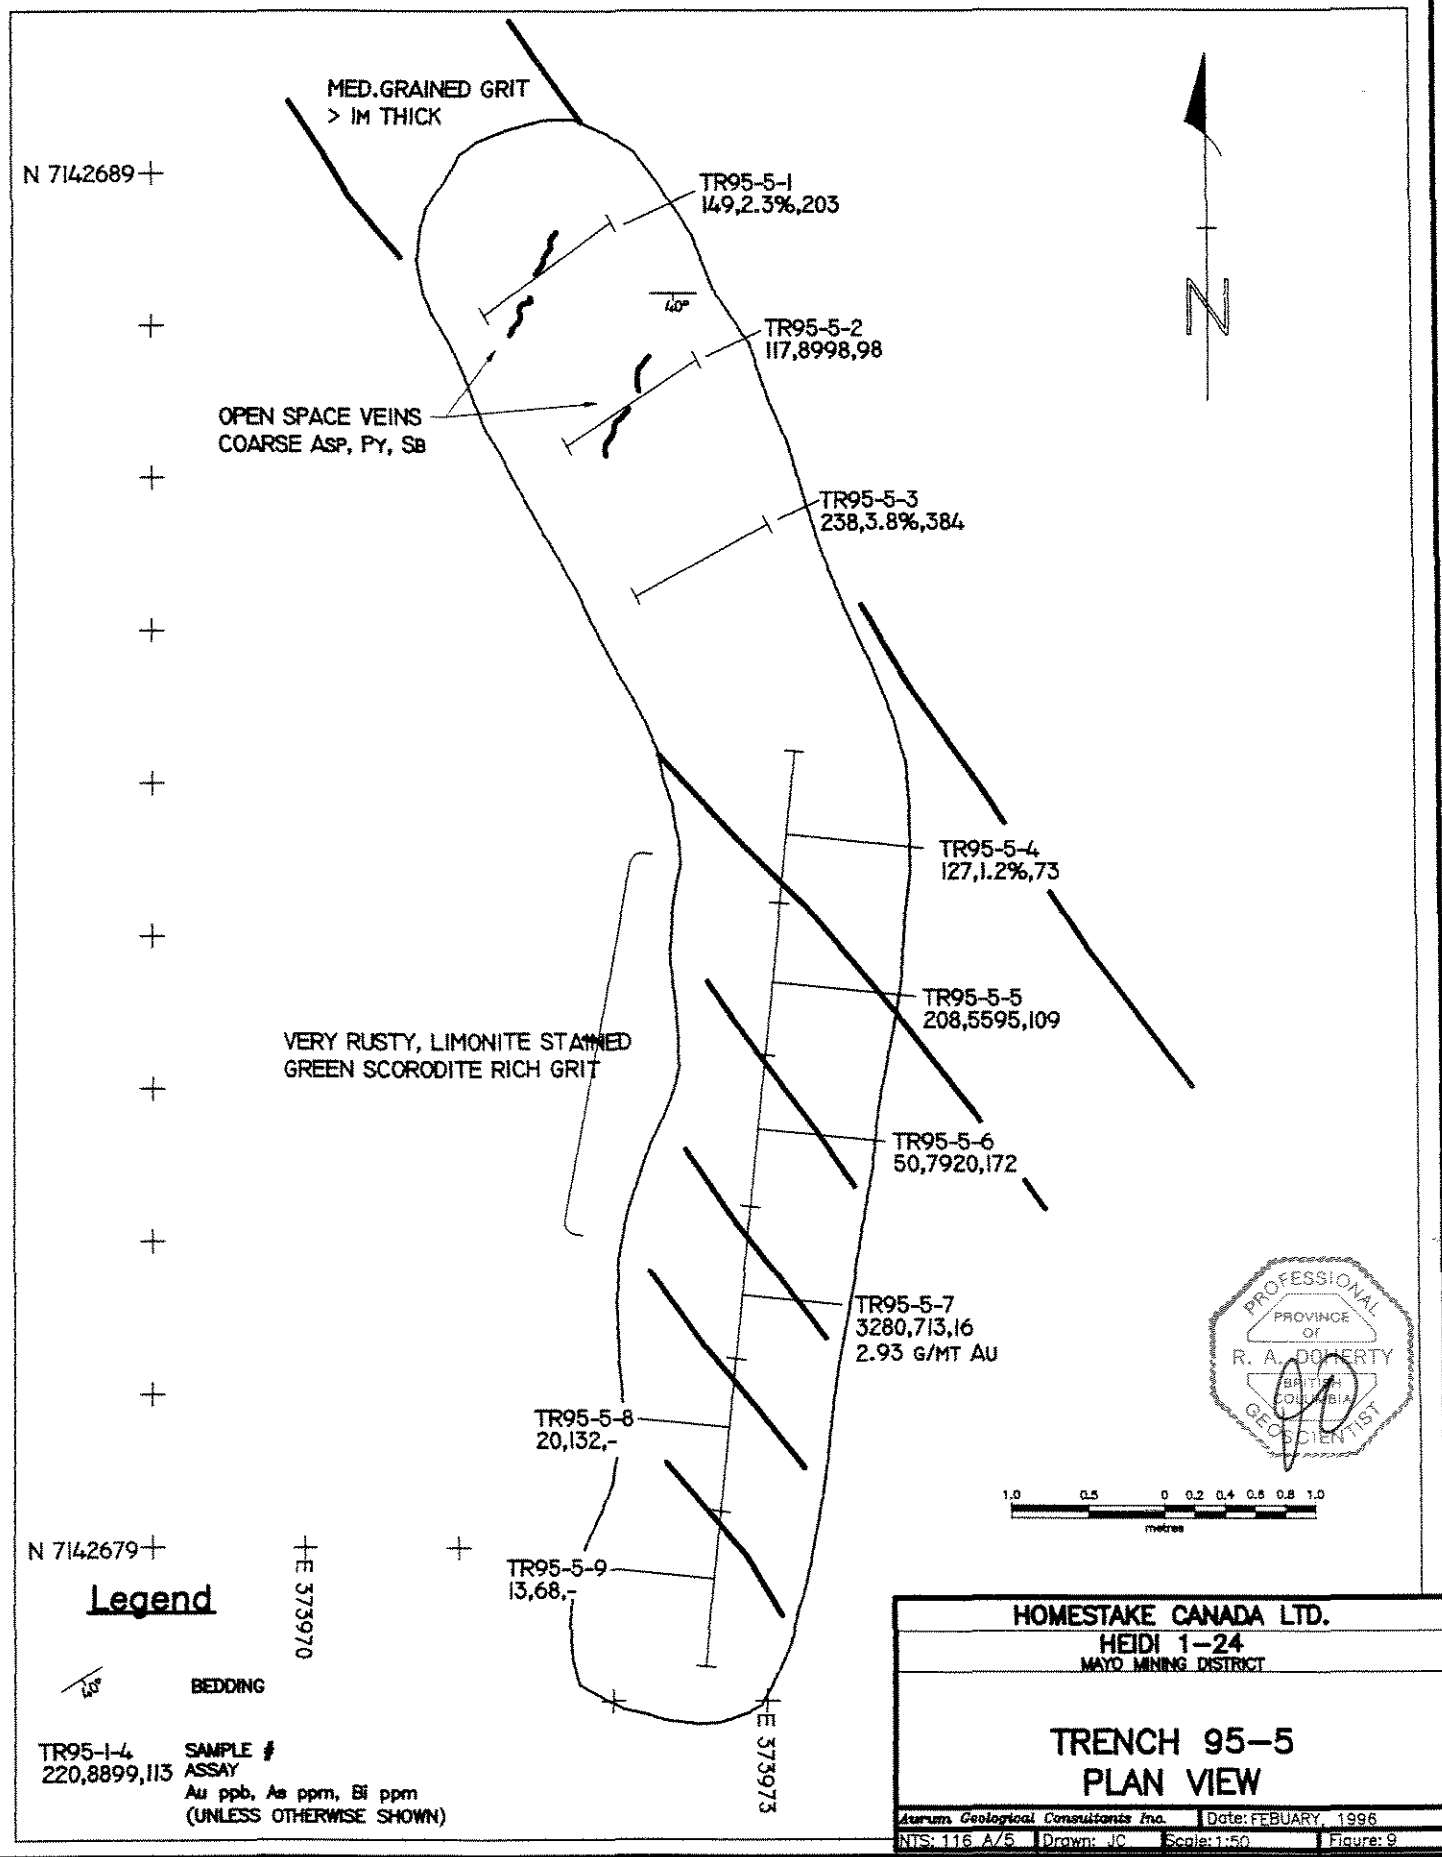 MED.GRAINED GRIT
> 1M THICK
N 7142689
TR95-5-1
149,2.3%,203
40°
TR95-5-2
117,8998,98
N
OPEN SPACE VEINS
COARSE ASP, PY, SB
TR95-5-3
238,3.8%,384
TR95-5-4
127,1.2%,73
TR95-5-5
208,5595,109
VERY RUSTY, LIMONITE STAINED
GREEN SCORODITE RICH GRIT
TR95-5-6
50,7920,172
TR95-5-7
3280,713,16
2.93 G/MT AU
PROFESSIONAL
PROVINCE
OF
R. A. DOHERTY
BRITISH
COLUMBIA
GEOSCIENTIST
TR95-5-8
20,132,-
1.0 0.5 0 0.2 0.4 0.6 0.8 1.0
metres
N 7142679
E 373970
TR95-5-9
13,68,-
E 373973
Legend
40°
BEDDING
TR95-1-4 SAMPLE #
220,8899,113 ASSAY
Au ppb, As ppm, Bi ppm
(UNLESS OTHERWISE SHOWN)
HOMESTAKE CANADA LTD.
HEIDI 1-24
MAYO MINING DISTRICT
TRENCH 95-5
PLAN VIEW
Aurum Geological Consultants Inc. Date: FEBUARY, 1996
NTS: 116 A/5 Drawn: JC Scale: 1:50 Figure: 9